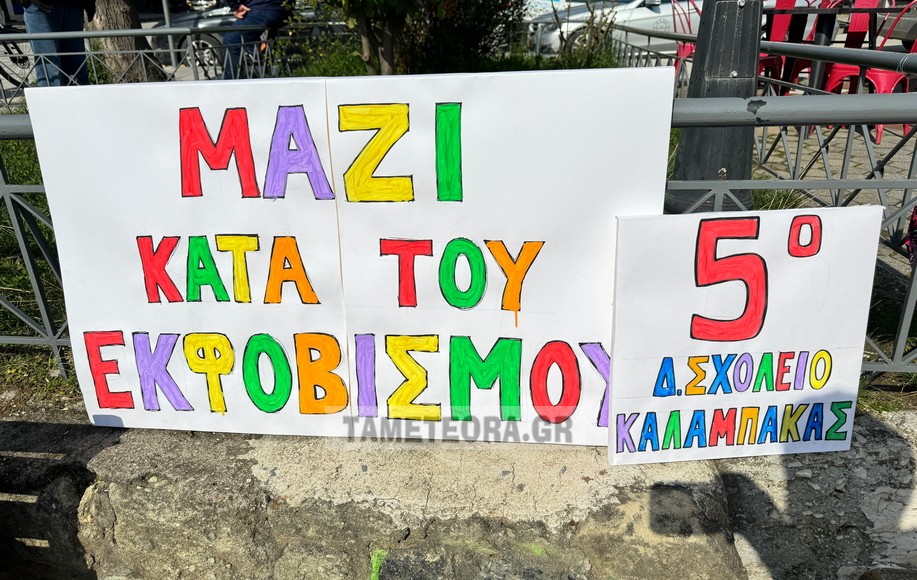 ΜΑΖΙ
ΚΑΤΑ ΤΟΥ
ΕΚΦΟΒΙΣΜΟΥ
5ο
Δ.ΣΧΟΛΕΙΟ
ΚΑΛΑΜΠΑΚΑΣ
TAMETEORA.GR